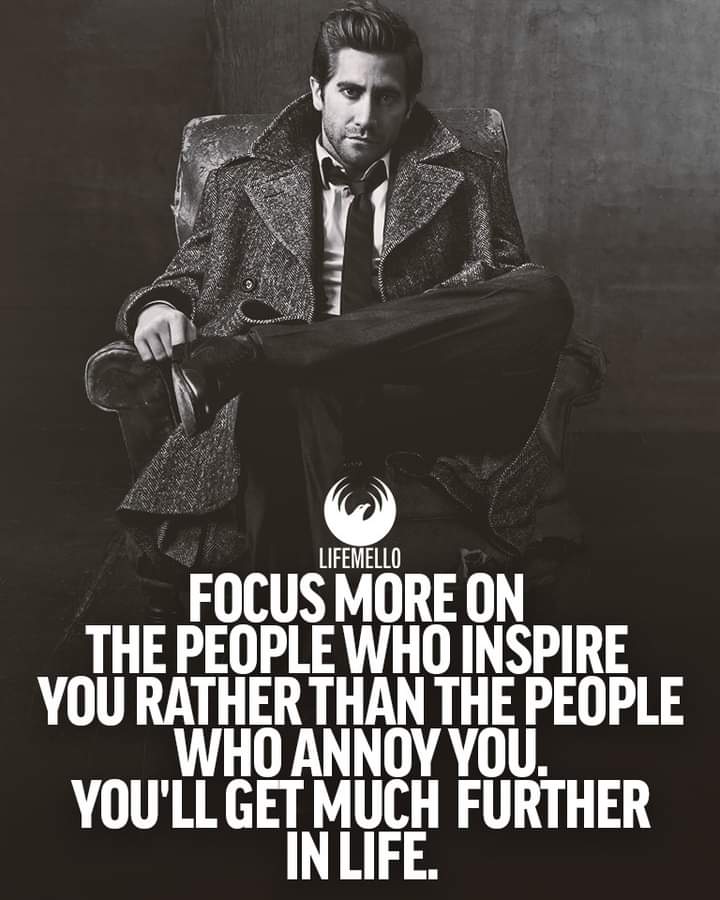 LIFEMELLO
FOCUS MORE ON
THE PEOPLE WHO INSPIRE
YOU RATHER THAN THE PEOPLE
WHO ANNOY YOU.
YOU'LL GET MUCH FURTHER
IN LIFE.